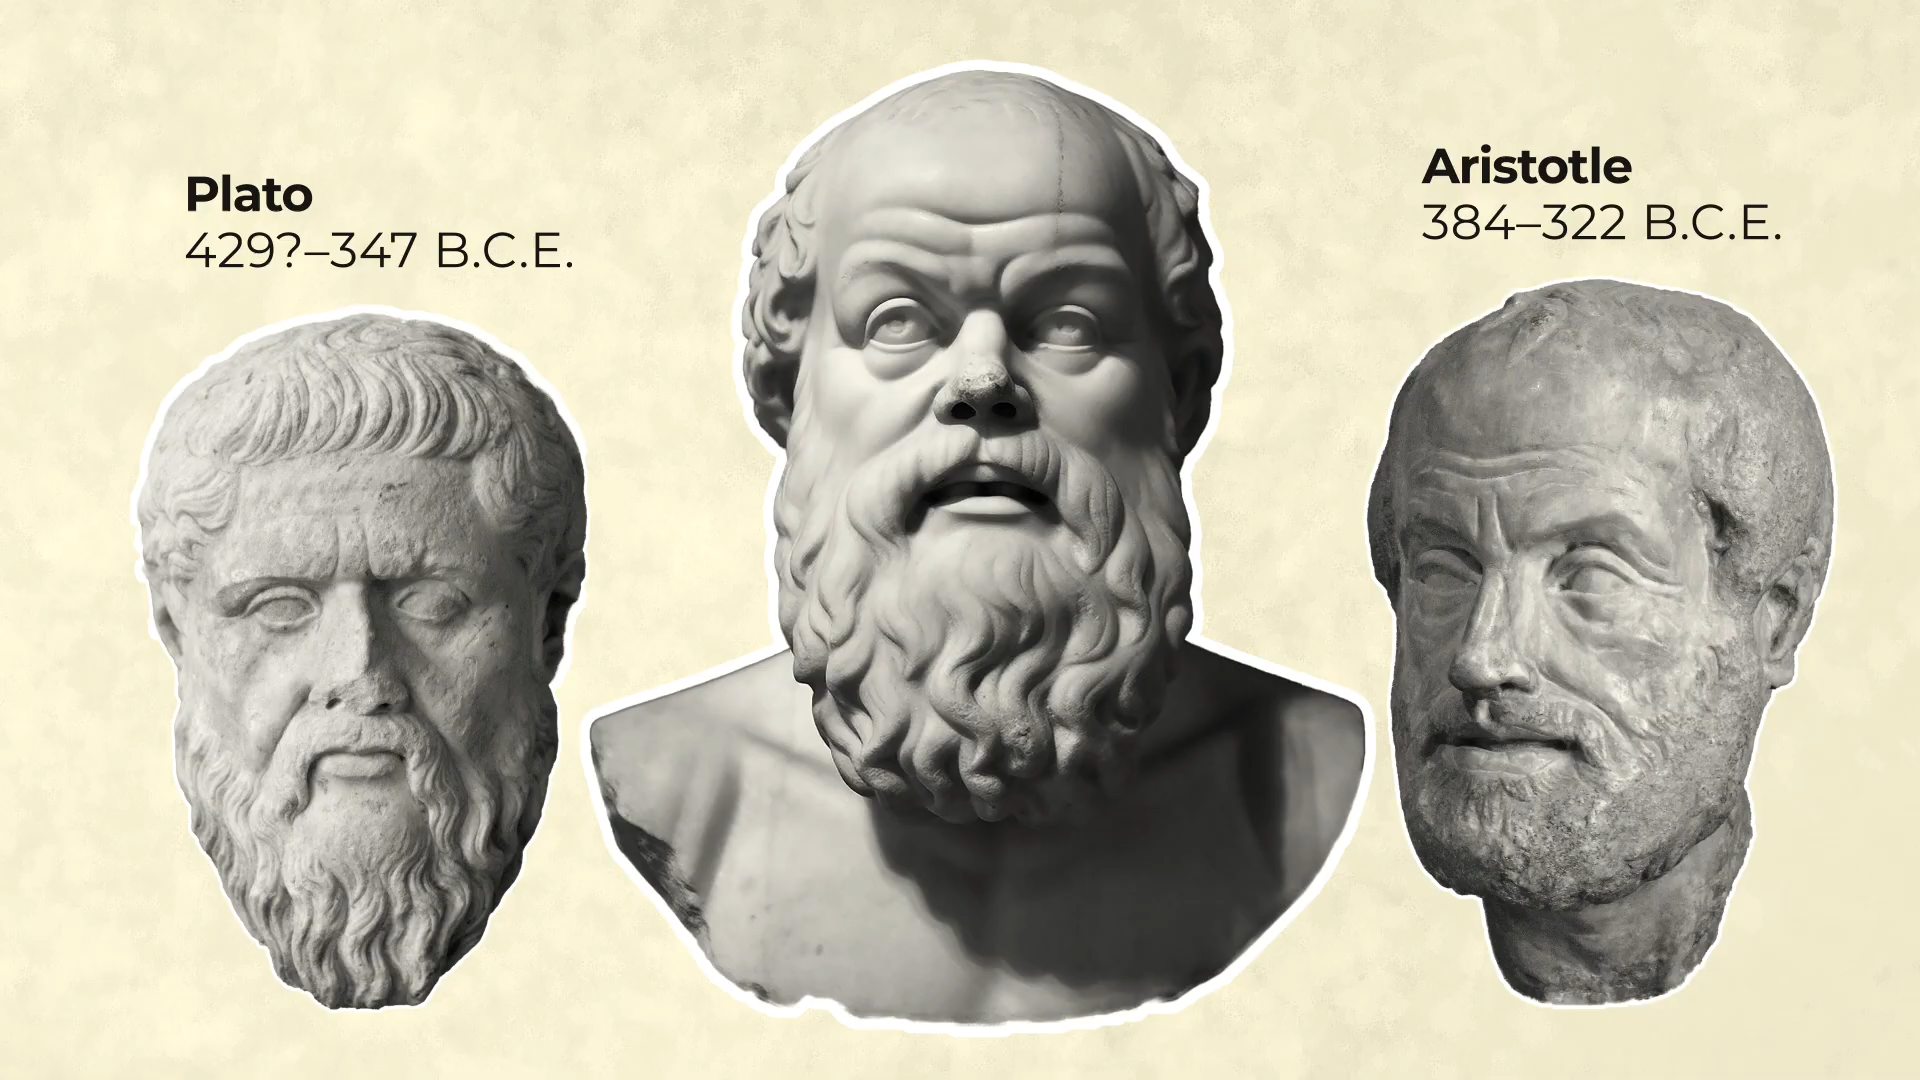 Plato
429?–347 B.C.E.
Aristotle
384–322 B.C.E.